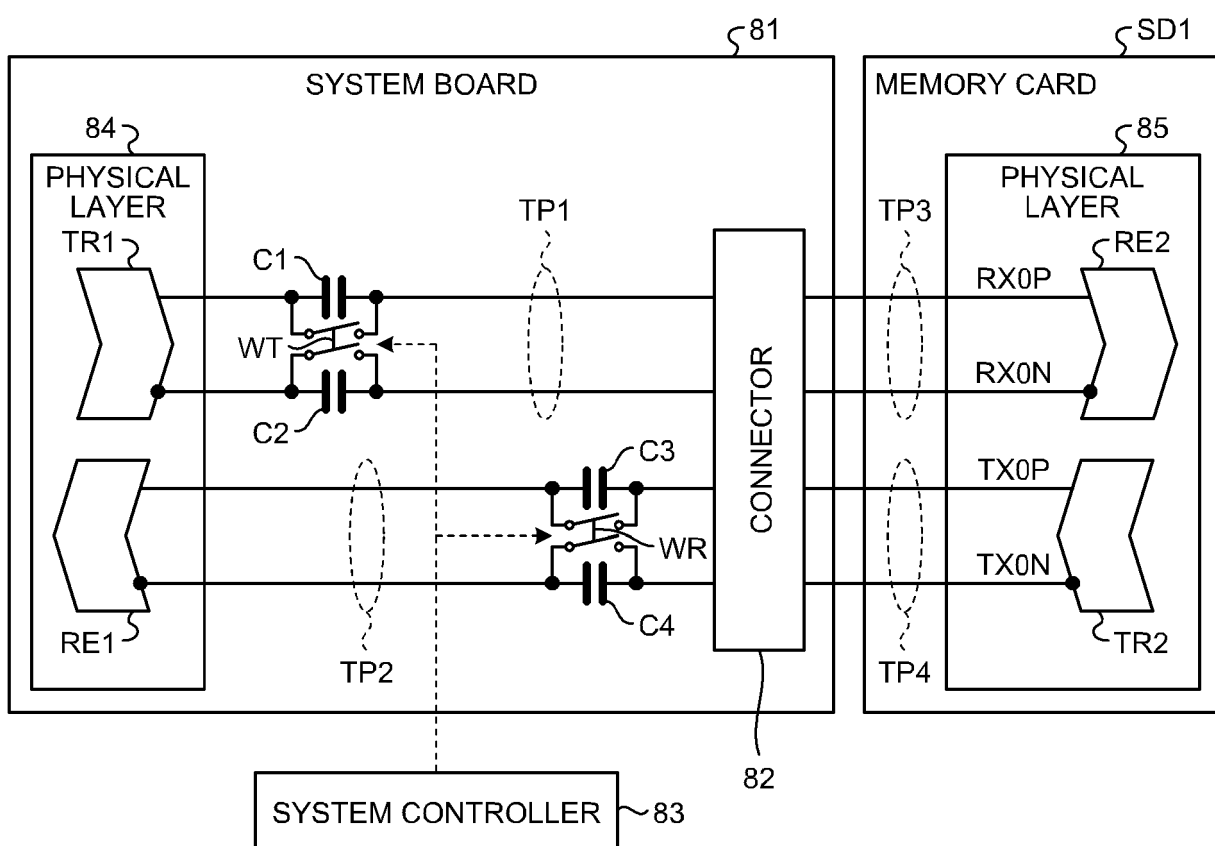 81
SD1
SYSTEM BOARD
MEMORY CARD
84
85
PHYSICAL
LAYER
PHYSICAL
LAYER
TR1
C1
TP1
TP3
RE2
RX0P
WT
RX0N
C2
C3
CONNECTOR
TX0P
WR
TX0N
C4
RE1
TP2
TP4
TR2
82
SYSTEM CONTROLLER
83